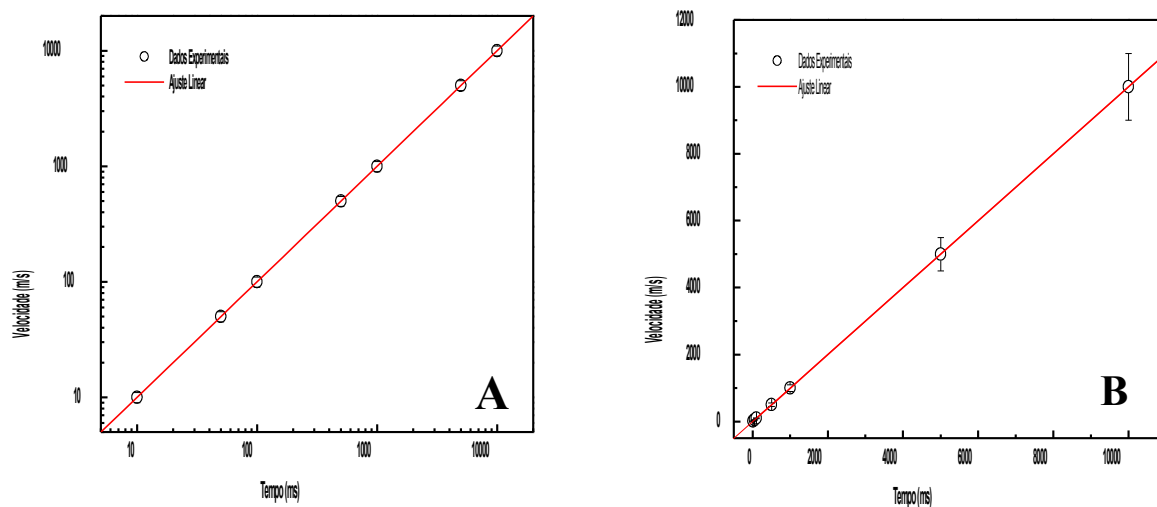 10000
1000
100
10
Velocidade (m/s)
Dados Experimentais
Ajuste Linear
A
10
100
1000
10000
Tempo (ms)
12000
10000
8000
6000
4000
2000
0
Velocidade (m/s)
Dados Experimentais
Ajuste Linear
B
0
2000
4000
6000
8000
10000
Tempo (ms)